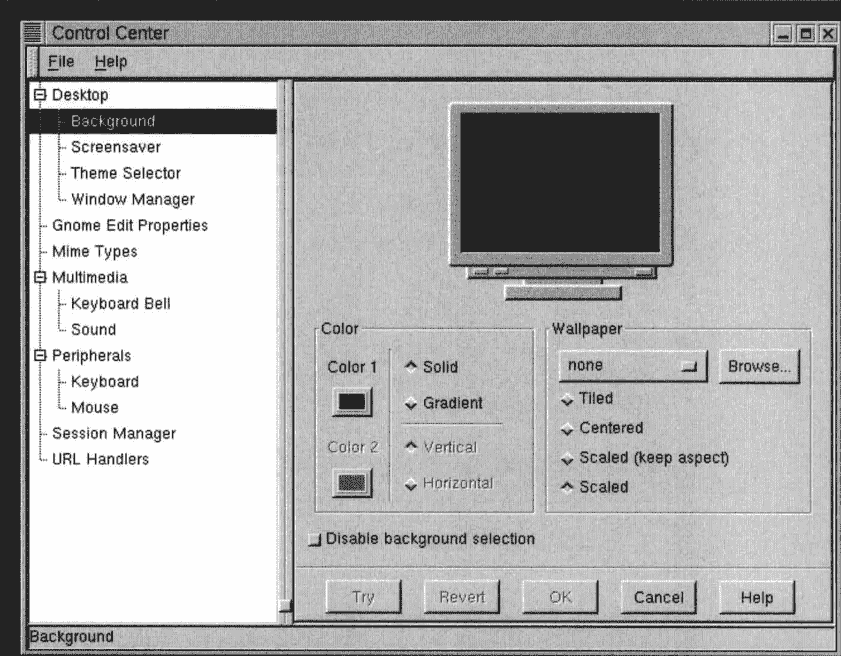 Control Center
File Help
Desktop
Background
Screensaver
Theme Selector
Window Manager
Gnome Edit Properties
Mime Types
Multimedia
Keyboard Bell
Sound
Peripherals
Keyboard
Mouse
Session Manager
URL Handlers
Color
Color 1
Solid
Gradient
Color 2
Vertical
Horizontal
Wallpaper
none
Browse...
Tiled
Centered
Scaled (keep aspect)
Scaled
Disable background selection
Try Revert OK Cancel Help
Background